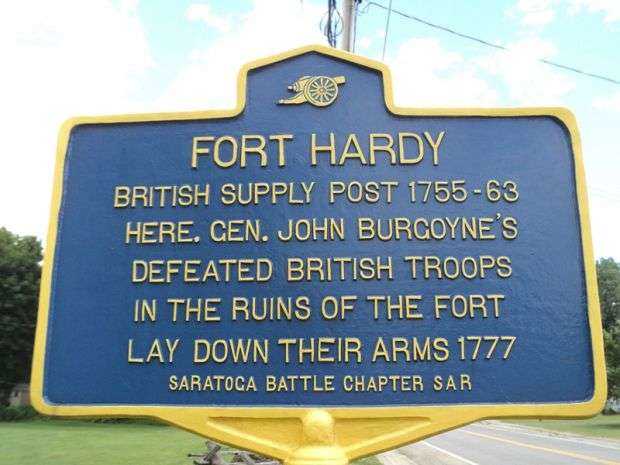 FORT HARDY
BRITISH SUPPLY POST 1755-63
HERE. GEN. JOHN BURGOYNE'S
DEFEATED BRITISH TROOPS
IN THE RUINS OF THE FORT
LAY DOWN THEIR ARMS 1777
SARATOGA BATTLE CHAPTER SAR